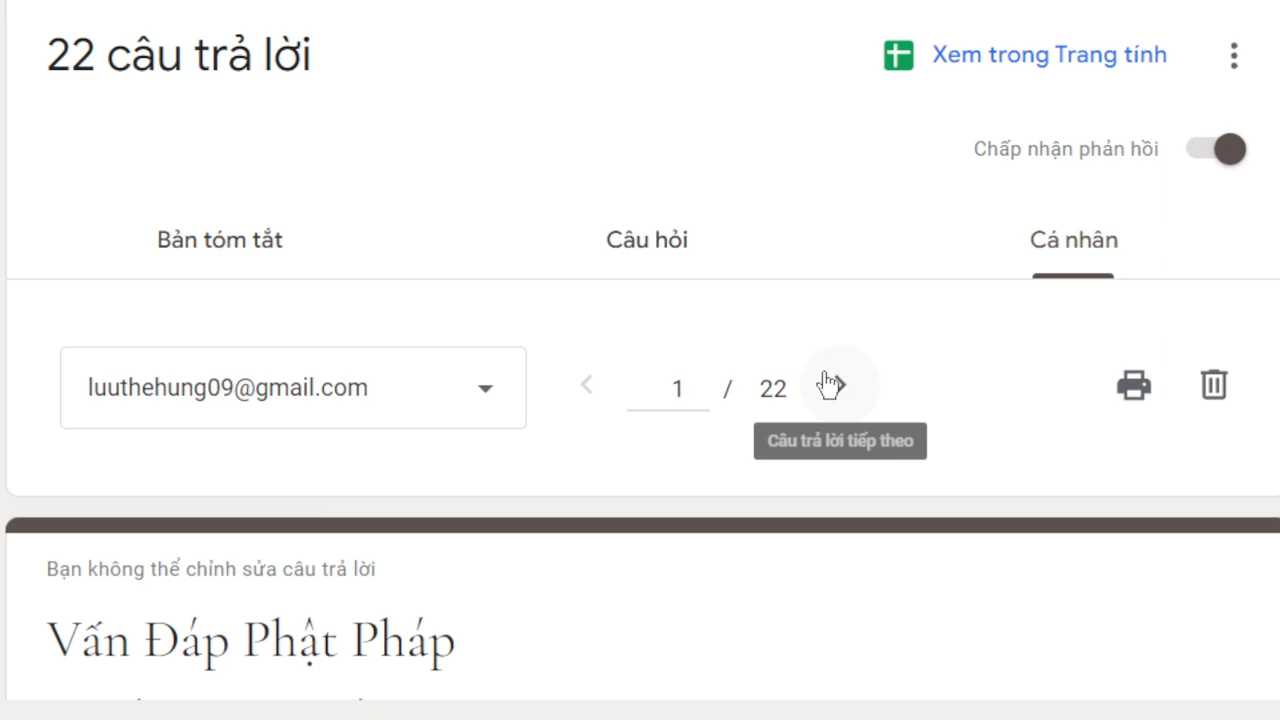 22 câu trả lời
Xem trong Trang tính
Chấp nhận phản hồi
Bản tóm tắt
Câu hỏi
Cá nhân
luuthehung09@gmail.com
1 / 22
Câu trả lời tiếp theo
Bạn không thể chỉnh sửa câu trả lời
Vấn Đáp Phật Pháp